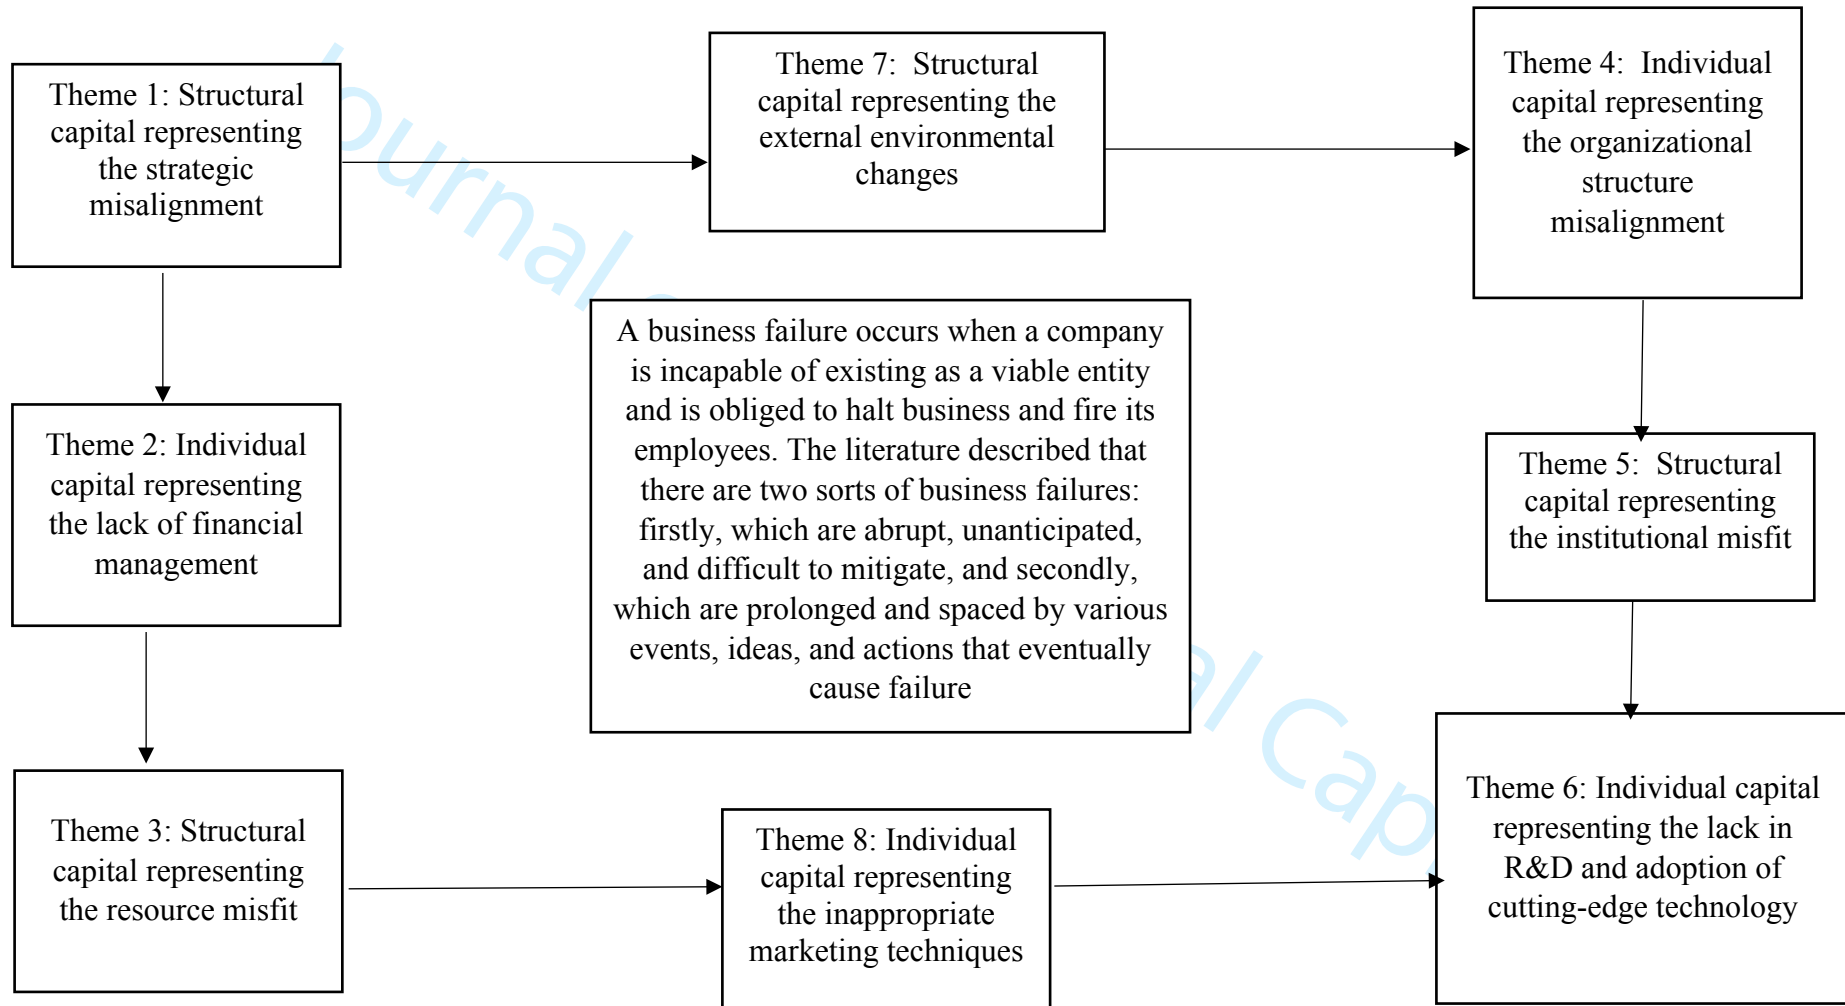 Theme 1: Structural
capital representing
the strategic
misalignment
Theme 7: Structural
capital representing the
external environmental
changes
Theme 4: Individual
capital representing
the organizational
structure
misalignment
A business failure occurs when a company
is incapable of existing as a viable entity
and is obliged to halt business and fire its
employees. The literature described that
there are two sorts of business failures:
firstly, which are abrupt, unanticipated,
and difficult to mitigate, and secondly,
which are prolonged and spaced by various
events, ideas, and actions that eventually
cause failure
Theme 2: Individual
capital representing
the lack of financial
management
Theme 5: Structural
capital representing
the institutional misfit
Theme 3: Structural
capital representing
the resource misfit
Theme 8: Individual
capital representing
the inappropriate
marketing techniques
Theme 6: Individual capital
representing the lack in
R&D and adoption of
cutting-edge technology
Journal